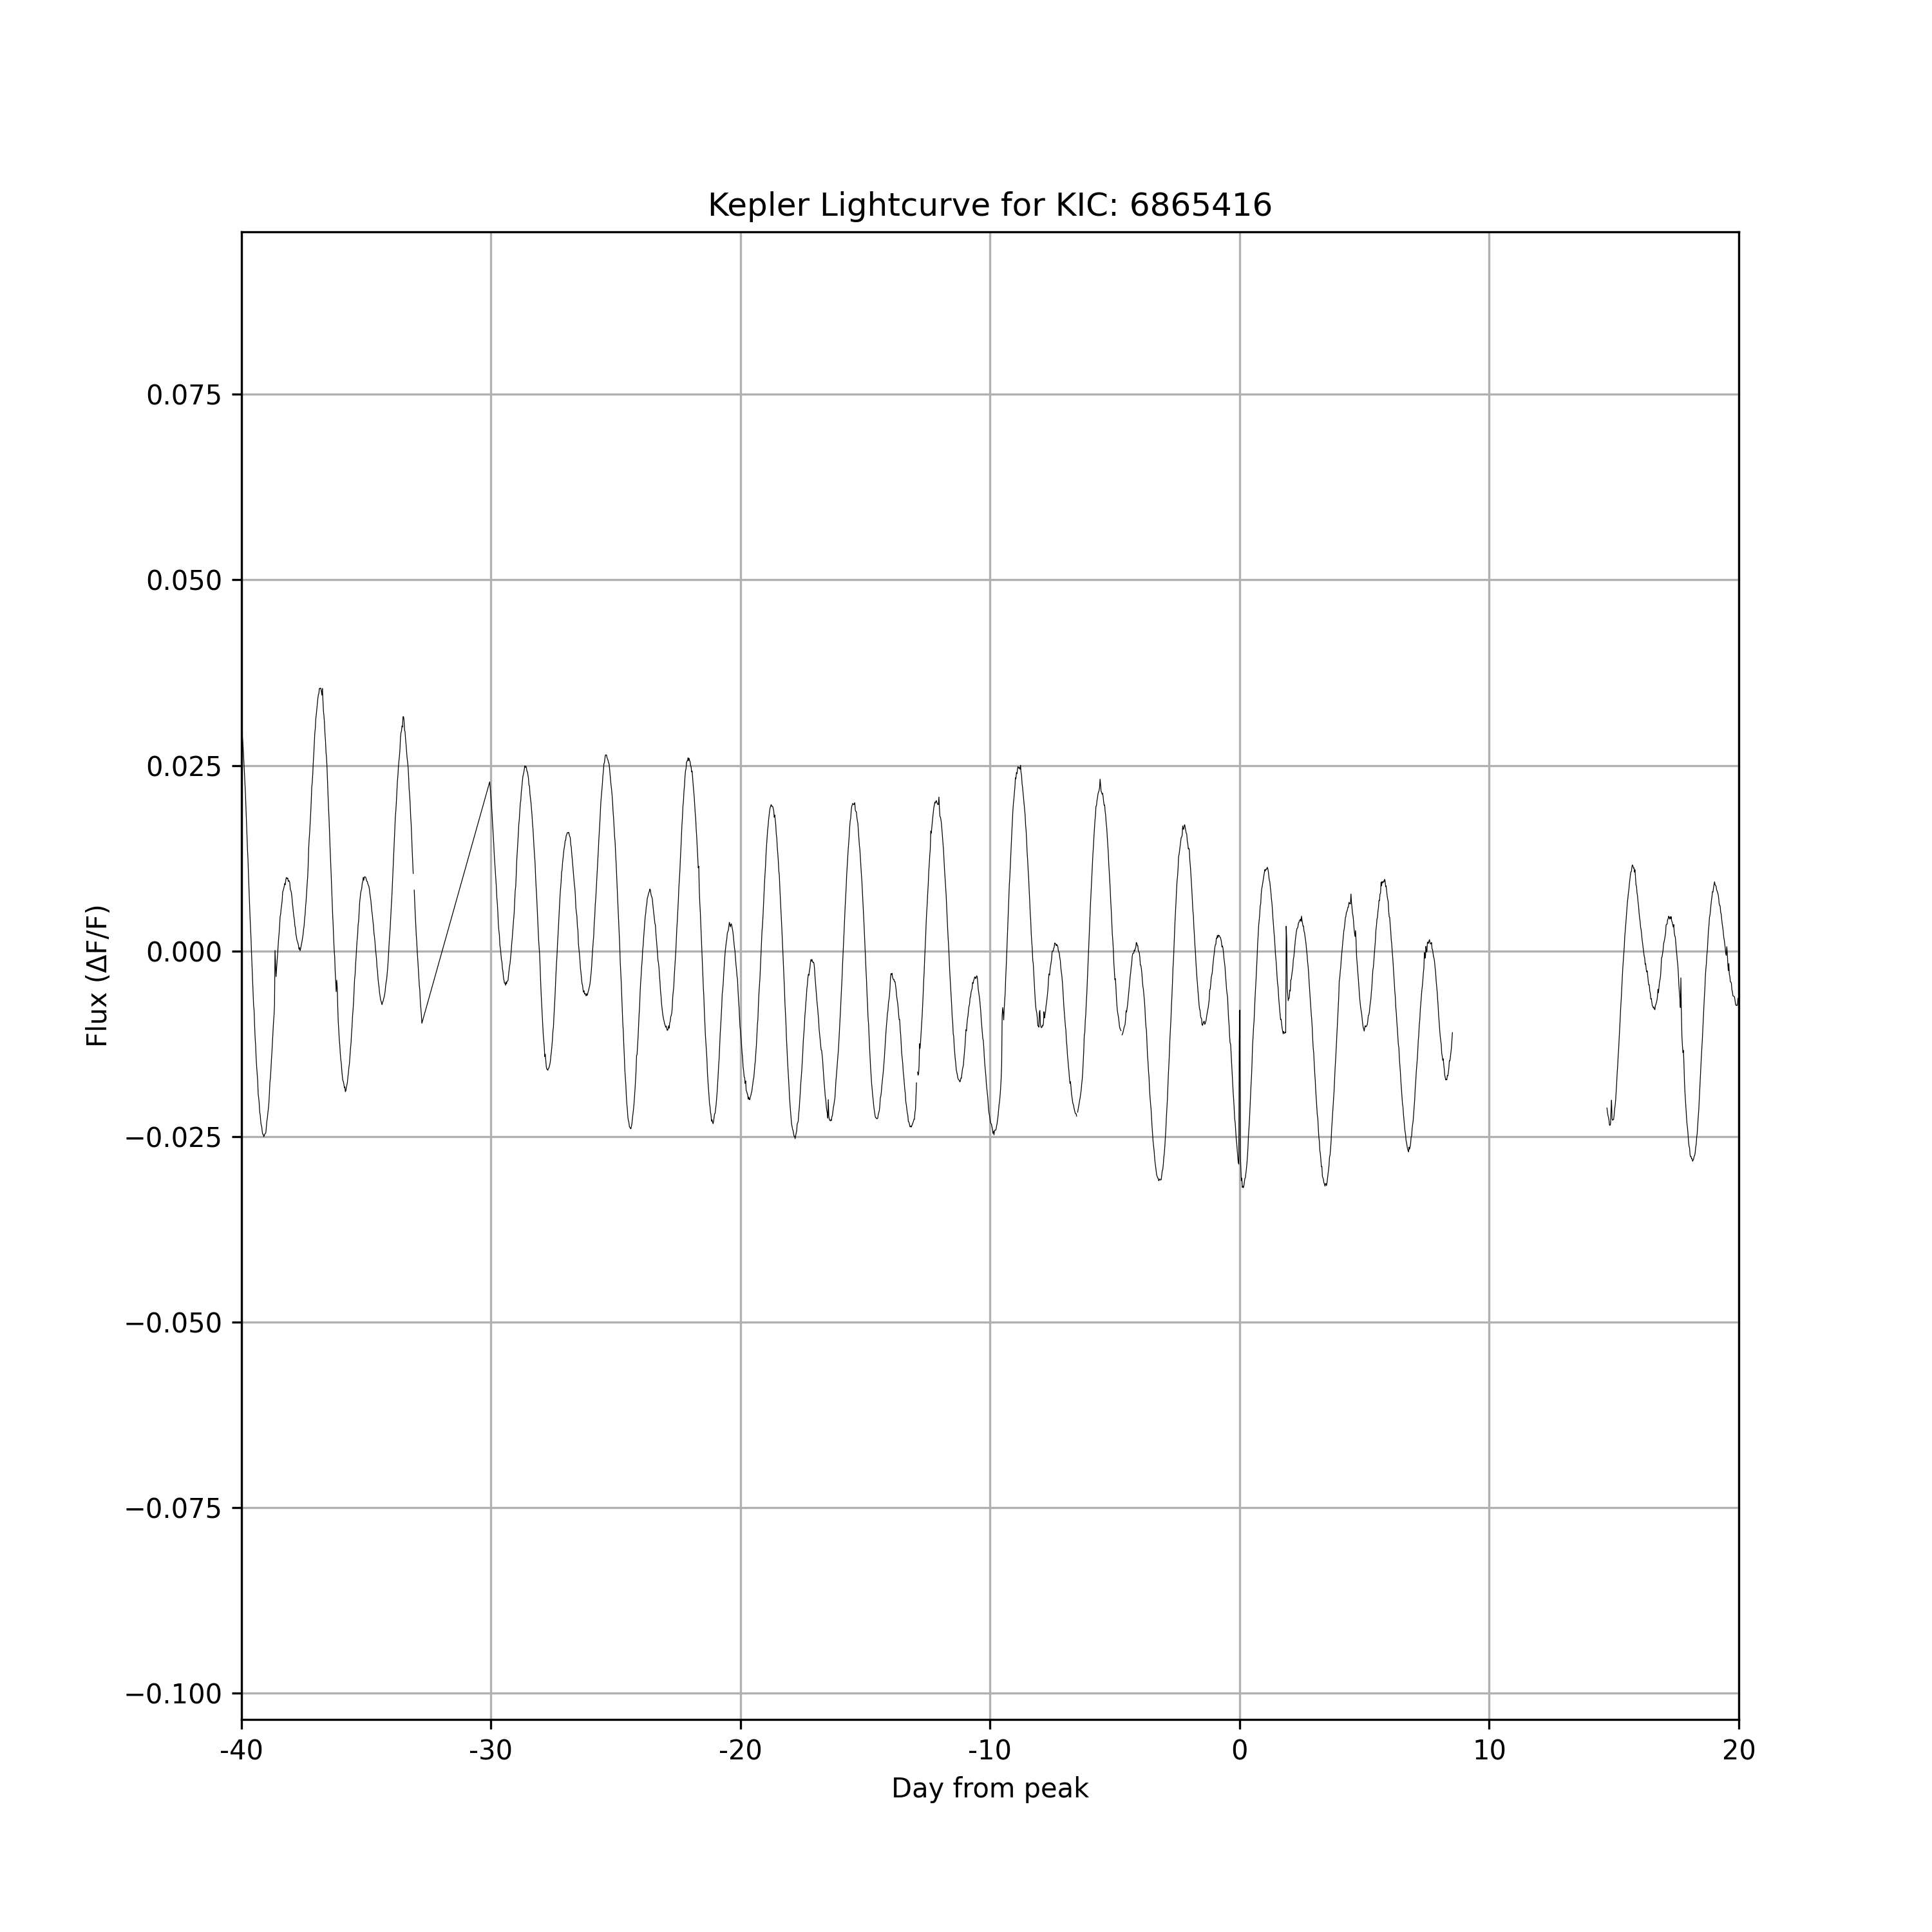 Kepler Lightcurve for KIC: 6865416
0.075
0.050
0.025
0.000
−0.025
−0.050
−0.075
−0.100
Flux (ΔF/F)
-40 -30 -20 -10 0 10 20
Day from peak